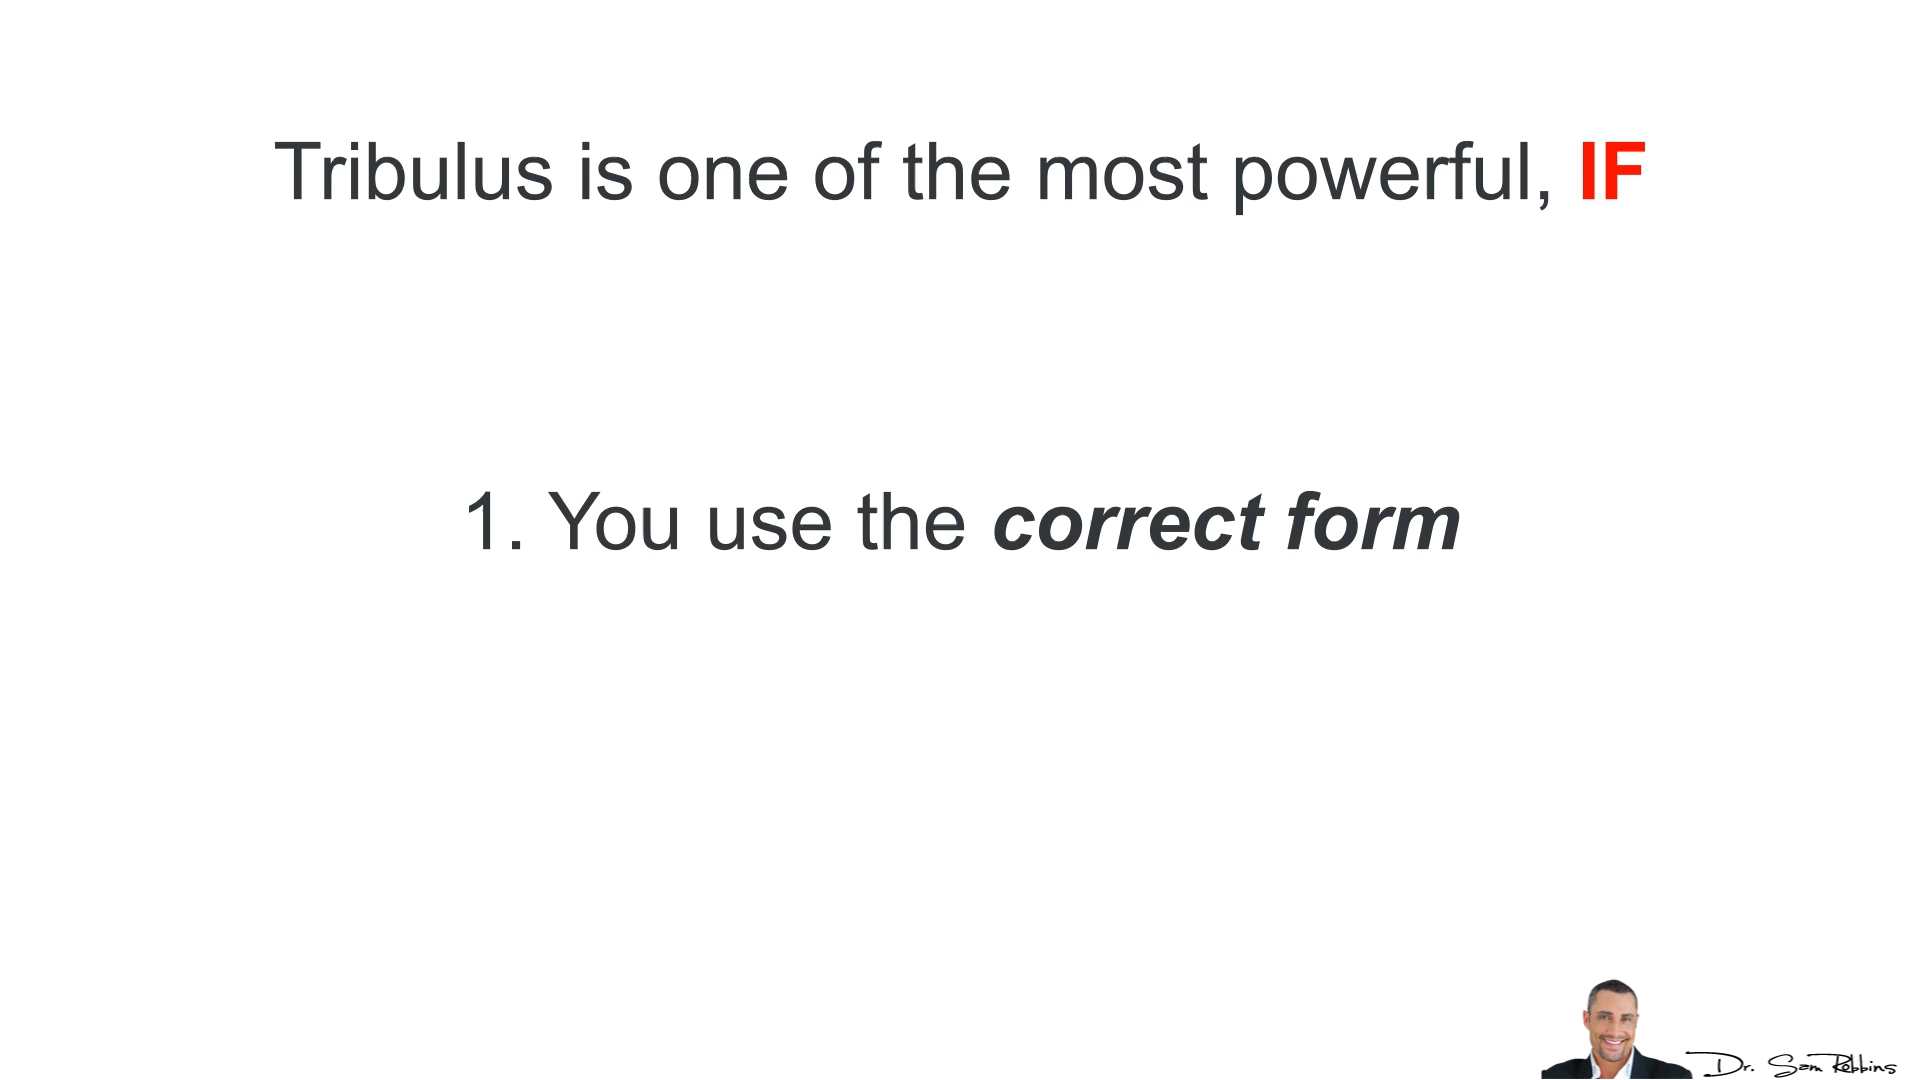 Tribulus is one of the most powerful, IF
1. You use the correct form
Dr. Sam Robbins